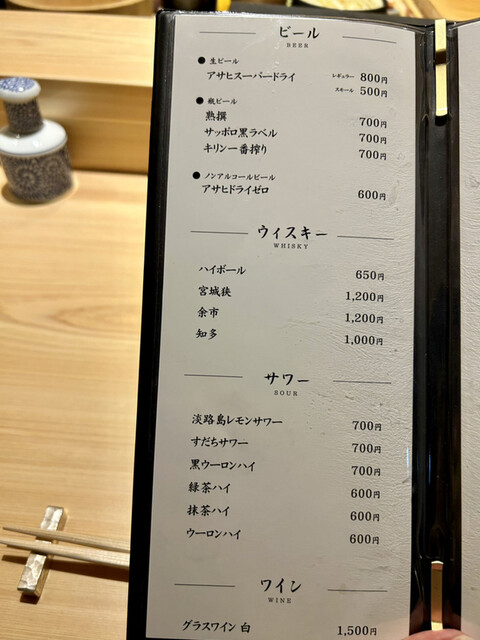 ビール
BEER
● 生ビール
アサヒスーパードライ レギュラー 800円
スモール 500円
● 瓶ビール
熟撰 700円
サッポロ黒ラベル 700円
キリン一番搾り 700円
● ノンアルコールビール
アサヒドライゼロ 600円
ウィスキー
WHISKY
ハイボール 650円
宮城狭 1,200円
余市 1,200円
知多 1,000円
サワー
SOUR
淡路島レモンサワー 700円
すだちサワー 700円
黒ウーロンハイ 700円
緑茶ハイ 600円
抹茶ハイ 600円
ウーロンハイ 600円
ワイン
WINE
グラスワイン 白 1,500円